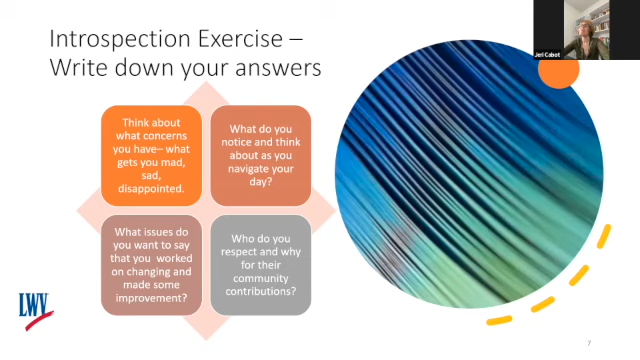 Introspection Exercise –
Write down your answers
Think about
what concerns
you have– what
gets you mad,
sad,
disappointed.
What do you
notice and think
about as you
navigate your
day?
What issues do
you want to say
that you worked
on changing and
made some
improvement?
Who do you
respect and why
for their
community
contributions?
LWV
7
Jeri Cabot